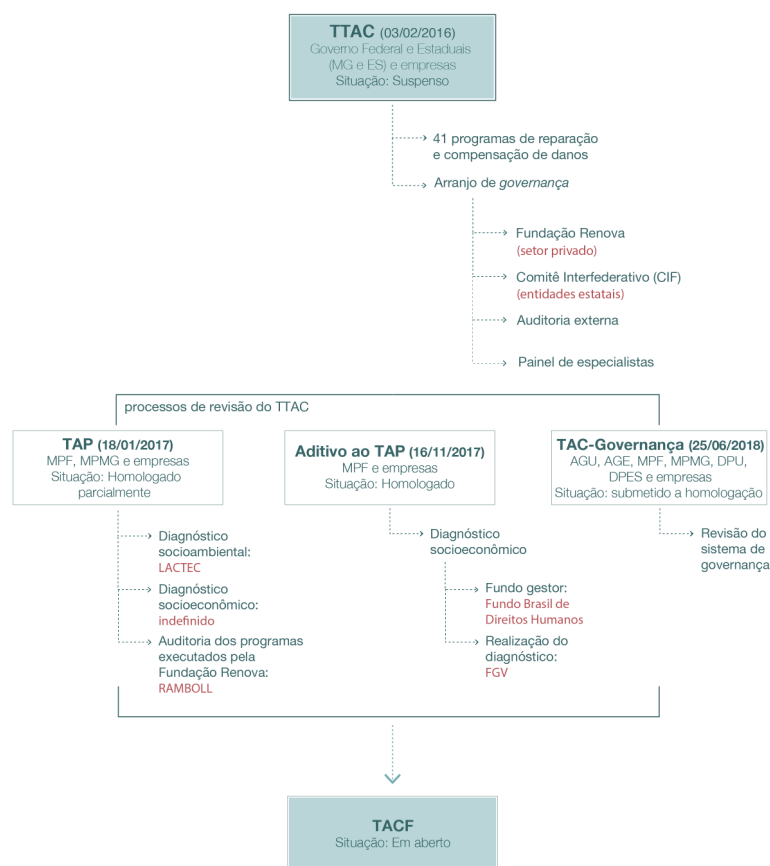 TTAC (03/02/2016)
Governo Federal e Estaduais
(MG e ES) e empresas
Situação: Suspenso
41 programas de reparação
e compensação de danos
Arranjo de governança
Fundação Renova
(setor privado)
Comitê Interfederativo (CIF)
(entidades estatais)
Auditoria externa
Painel de especialistas
processos de revisão do TTAC
TAP (18/01/2017)
MPF, MPMG e empresas
Situação: Homologado
parcialmente
Diagnóstico
socioambiental:
LACTEC
Diagnóstico
socioeconômico:
indefinido
Auditoria dos programas
executados pela
Fundação Renova:
RAMBOLL
Aditivo ao TAP (16/11/2017)
MPF e empresas
Situação: Homologado
Diagnóstico
socioeconômico
Fundo gestor:
Fundo Brasil de
Direitos Humanos
Realização do
diagnóstico:
FGV
TAC-Governança (25/06/2018)
AGU, AGE, MPF, MPMG, DPU,
DPES e empresas
Situação: submetido a homologação
Revisão do
sistema de
governança
TACF
Situação: Em aberto